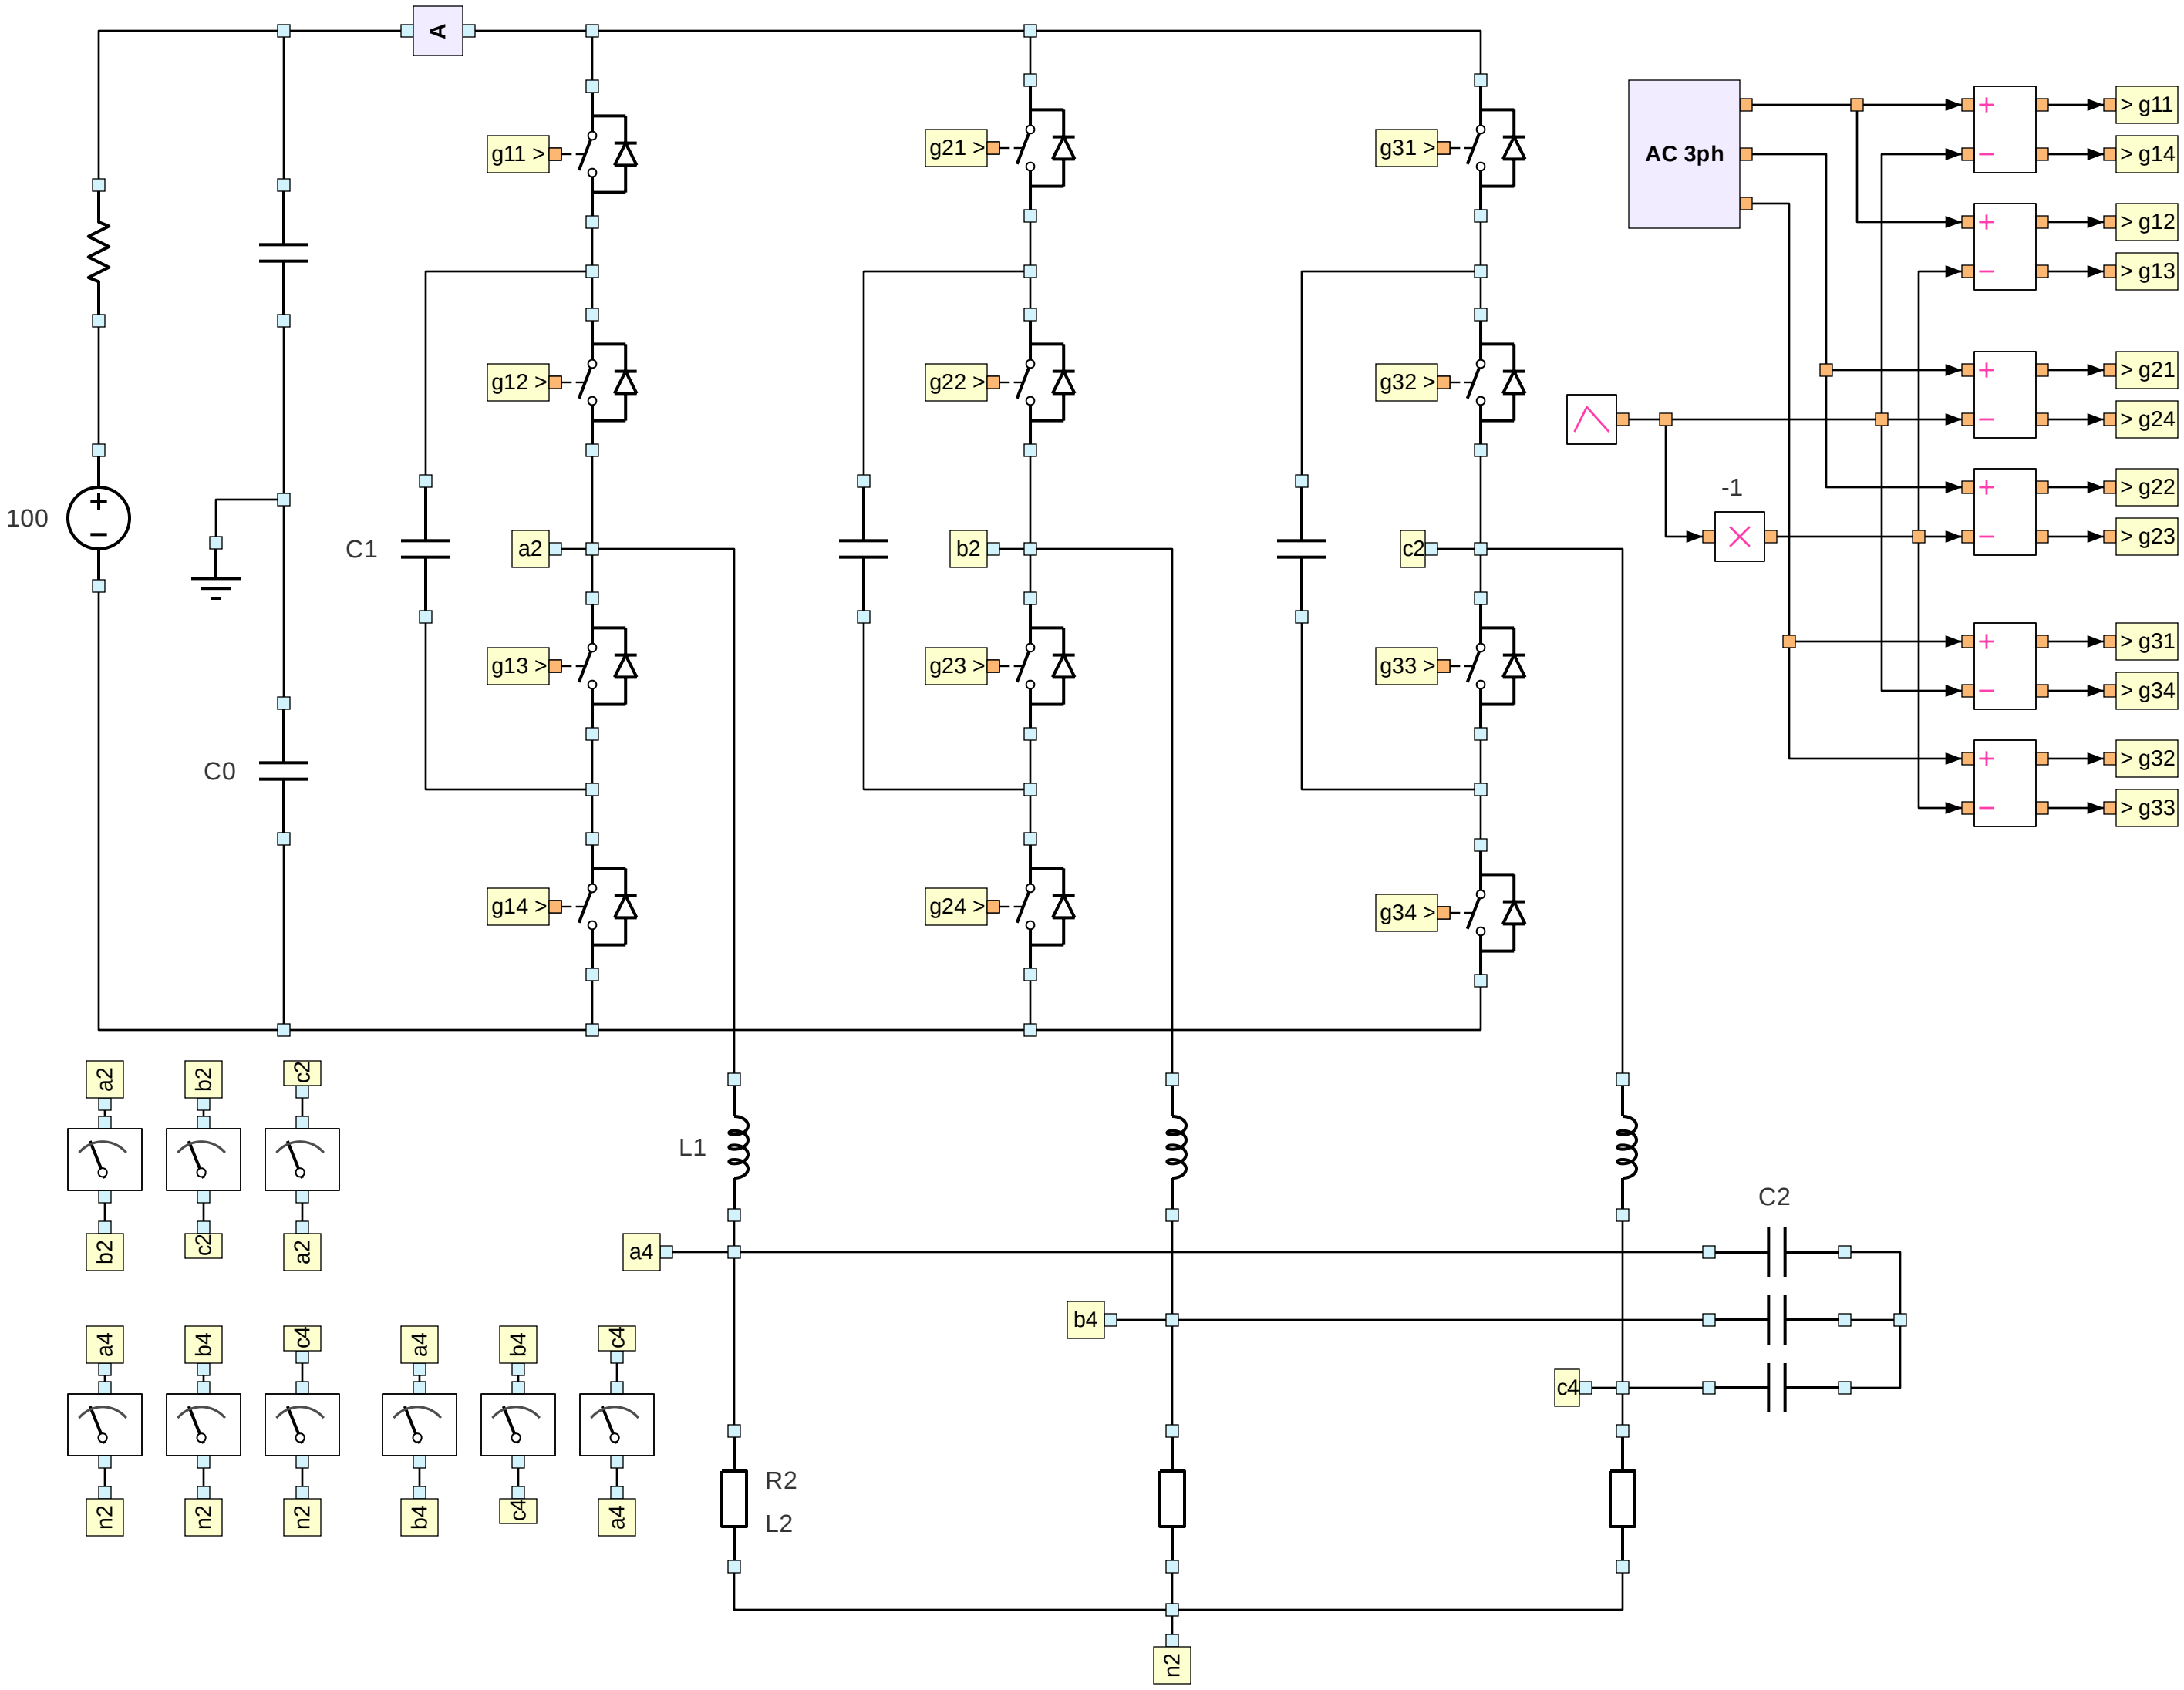 A
g11 >
g21 >
g31 >
AC 3ph
+
> g11
−
> g14
+
> g12
−
> g13
g12 >
g22 >
g32 >
+
> g21
−
> g24
100
+
−
C1
a2
b2
c2
-1
+
> g22
−
> g23
g13 >
g23 >
g33 >
+
> g31
−
> g34
C0
+
> g32
−
> g33
g14 >
g24 >
g34 >
a2
b2
c2
L1
b2
c2
a2
C2
a4
b4
c4
a4
b4
c4
a4
b4
c4
n2
n2
n2
b4
c4
a4
R2
L2
n2